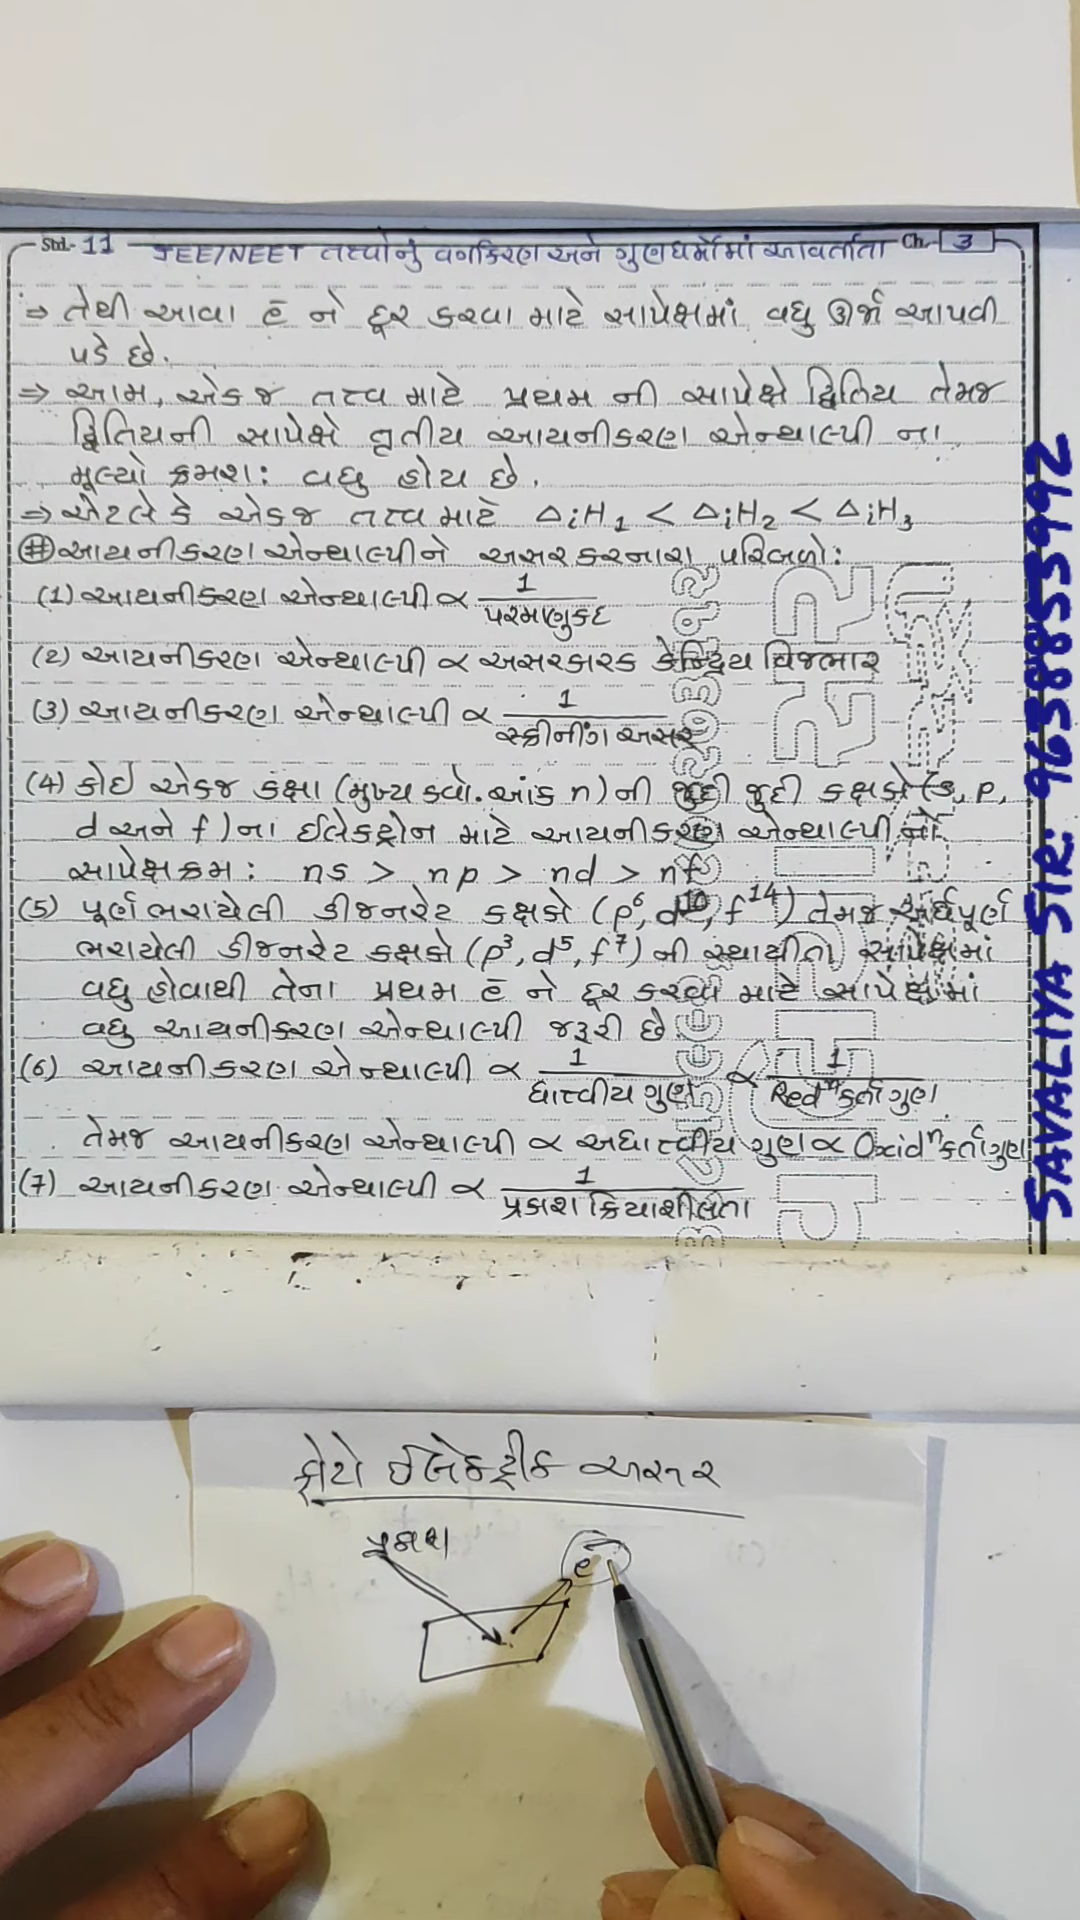 Std.- 11 JEE/NEET તત્ત્વોનું વર્ગીકરણ અને ગુણધર્મોમાં આવર્તતા Ch. 3
⇒ તેથી આવા ē ને દૂર કરવા માટે સાપેક્ષમાં વધુ ઊર્જા આપવી
પડે છે.
⇒ આમ, એક જ તત્ત્વ માટે પ્રથમ ની સાપેક્ષે દ્વિતિય તેમજ
દ્વિતિયની સાપેક્ષે તૃતીય આયનીકરણ એન્થાલ્પી ના
મૂલ્યો ક્રમશ: વધુ હોય છે.
⇒ એટલે કે એકજ તત્ત્વ માટે ΔiH1 < ΔiH2 < ΔiH3
# આયનીકરણ એન્થાલ્પીને અસર કરનારા પરિબળો:
(1) આયનીકરણ એન્થાલ્પી ∝ 1 / પરમાણુકદ
(2) આયનીકરણ એન્થાલ્પી ∝ અસરકારક કેન્દ્રિય વિજભાર
(3) આયનીકરણ એન્થાલ્પી ∝ 1 / સ્ક્રીનીંગ અસર
(4) કોઈ એકજ કક્ષા (મુખ્ય ક્વો. આંક n) ની જુદી જુદી કક્ષકો (s, p,
d અને f) ના ઈલેક્ટ્રોન માટે આયનીકરણ એન્થાલ્પી નો
સાપેક્ષ ક્રમ : ns > np > nd > nf
(5) પૂર્ણ ભરાયેલી ડીજનરેટ કક્ષકો (p⁶, d¹⁰, f¹⁴) તેમજ અર્ધપૂર્ણ
ભરાયેલી ડીજનરેટ કક્ષકો (p³, d⁵, f⁷) ની સ્થાયીતા સાપેક્ષમાં
વધુ હોવાથી તેના પ્રથમ ē ને દૂર કરવા માટે સાપેક્ષમાં
વધુ આયનીકરણ એન્થાલ્પી જરૂરી છે
(6) આયનીકરણ એન્થાલ્પી ∝ 1 / ધાત્ત્વીય ગુણ ∝ 1 / Redⁿ કર્તા ગુણ
તેમજ આયનીકરણ એન્થાલ્પી ∝ અધાત્ત્વીય ગુણ ∝ Oxidⁿ કર્તા ગુણ
(7) આયનીકરણ એન્થાલ્પી ∝ 1 / પ્રકાશ ક્રિયાશીલતા
SAVALIYA SIR: 9638855992
ફોટો ઈલેક્ટ્રીક અસર
પ્રકાશ
ē